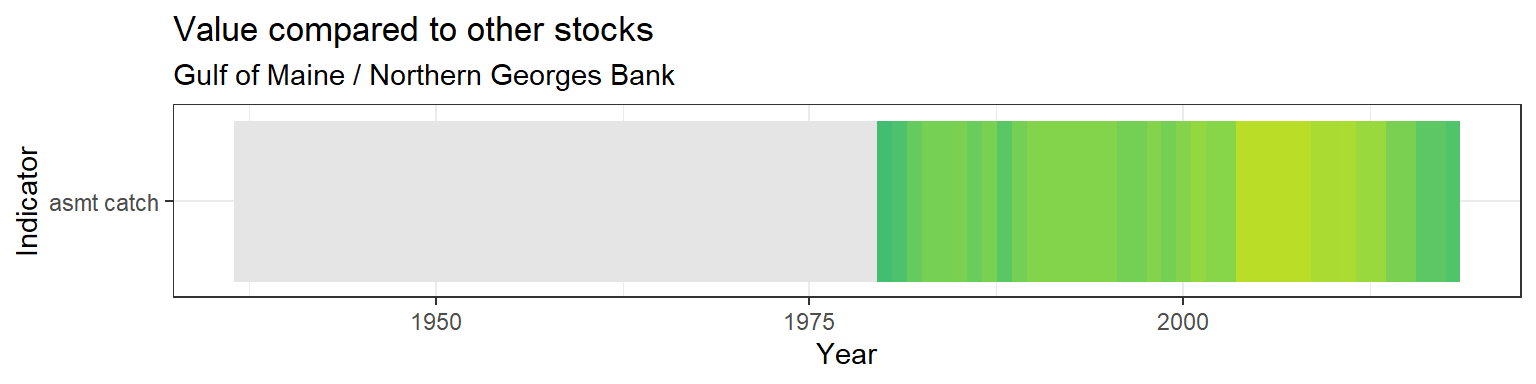 Value compared to other stocks
Gulf of Maine / Northern Georges Bank
Indicator
asmt catch
1950 1975 2000
Year